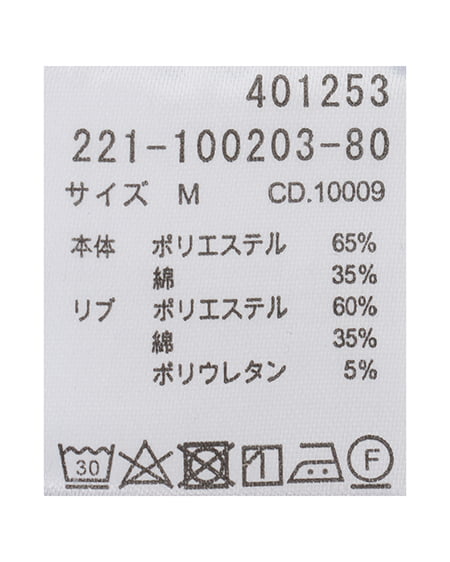 401253
221-100203-80
サイズ M CD.10009
本体 ポリエステル 65%
綿 35%
リブ ポリエステル 60%
綿 35%
ポリウレタン 5%
30 F